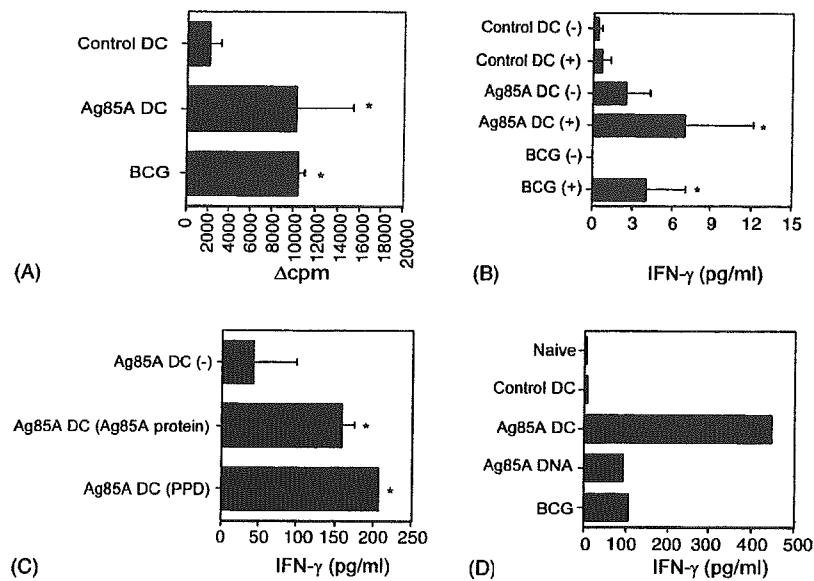 Control DC
Ag85A DC
*
BCG
*
0
2000
4000
6000
8000
10000
12000
14000
16000
18000
20000
Δcpm
(A)
Control DC (-)
Control DC (+)
Ag85A DC (-)
Ag85A DC (+)
*
BCG (-)
BCG (+)
*
0 3 6 9 12 15
IFN-γ (pg/ml)
(B)
Ag85A DC (-)
Ag85A DC (Ag85A protein)
*
Ag85A DC (PPD)
*
0 50 100 150 200 250
IFN-γ (pg/ml)
(C)
Naive
Control DC
Ag85A DC
Ag85A DNA
BCG
0 100 200 300 400 500
IFN-γ (pg/ml)
(D)